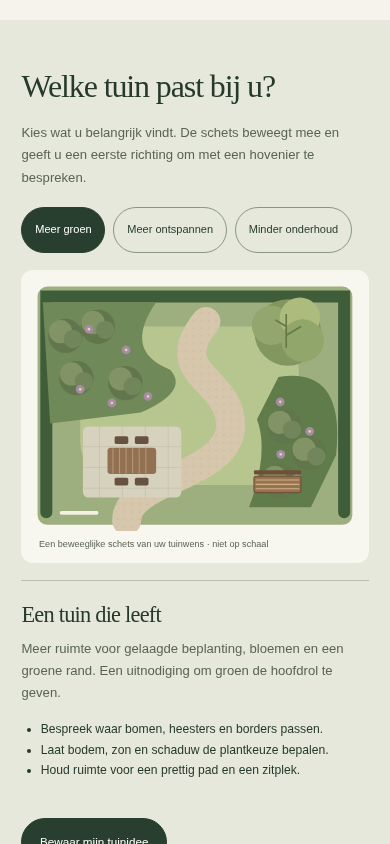 Welke tuin past bij u?
Kies wat u belangrijk vindt. De schets beweegt mee en
geeft u een eerste richting om met een hovenier te
bespreken.
Meer groen
Meer ontspannen
Minder onderhoud
Een beweeglijke schets van uw tuinwens · niet op schaal
Een tuin die leeft
Meer ruimte voor gelaagde beplanting, bloemen en een
groene rand. Een uitnodiging om groen de hoofdrol te
geven.
• Bespreek waar bomen, heesters en borders passen.
• Laat bodem, zon en schaduw de plantkeuze bepalen.
• Houd ruimte voor een prettig pad en een zitplek.
Bewaar mijn tuinidee